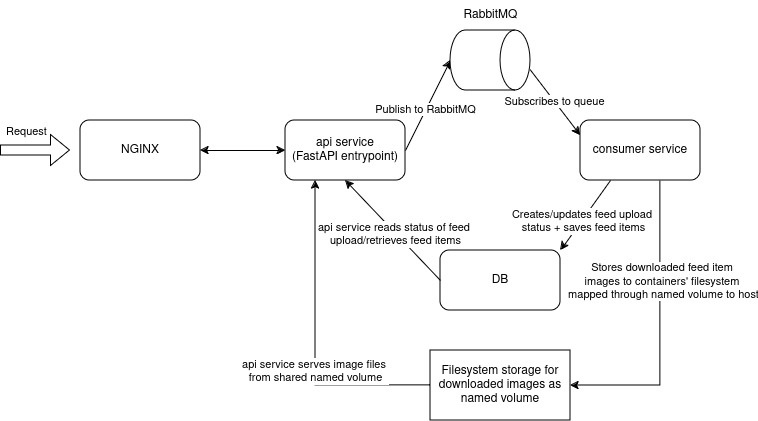 RabbitMQ
Publish to RabbitMQ
Subscribes to queue
Request
NGINX
api service
(FastAPI entrypoint)
consumer service
api service reads status of feed
upload/retrieves feed items
Creates/updates feed upload
status + saves feed items
DB
Stores downloaded feed item
images to containers' filesystem
mapped through named volume to host
api service serves image files
from shared named volume
Filesystem storage for
downloaded images as
named volume